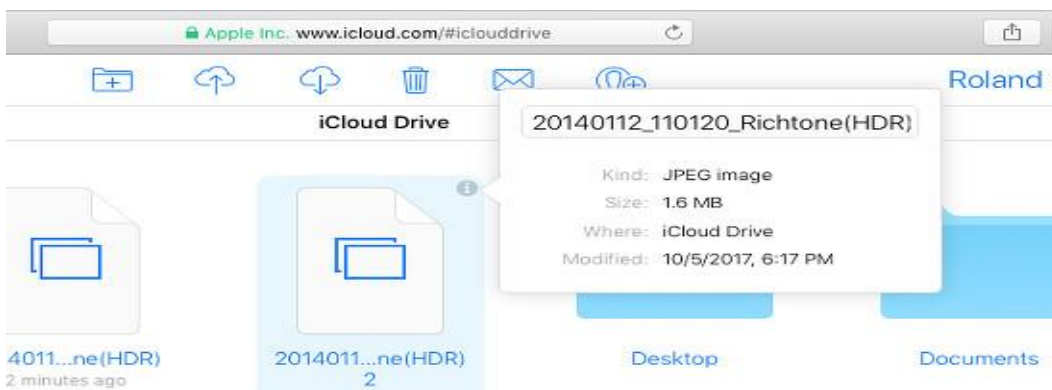 Apple Inc. www.icloud.com/#iclouddrive
Roland
iCloud Drive
20140112_110120_Richtone(HDR)
Kind: JPEG image
Size: 1.6 MB
Where: iCloud Drive
Modified: 10/5/2017, 6:17 PM
4011...ne(HDR)
2 minutes ago
2014011...ne(HDR)
2
Desktop
Documents